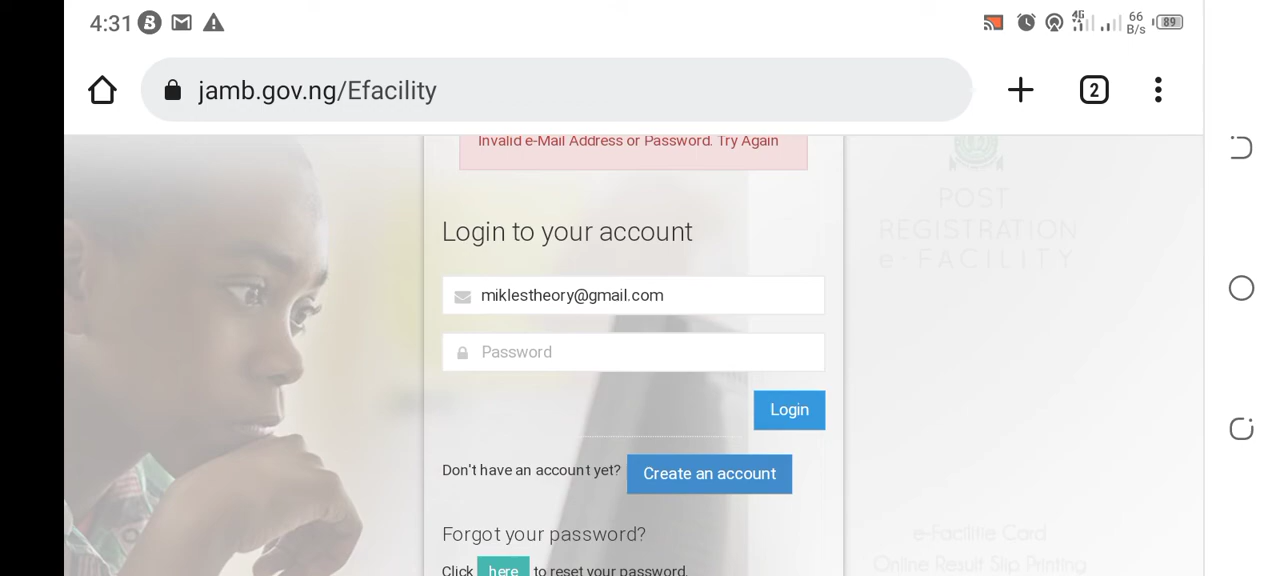 4:31
4G
66
B/s
89
jamb.gov.ng/Efacility
2
Invalid e-Mail Address or Password. Try Again
Login to your account
miklestheory@gmail.com
Password
Login
Don't have an account yet? Create an account
Forgot your password?
Click here to reset your password.
POST
REGISTRATION
e-FACILITY
e-Facilitie Card
Online Result Slip Printing